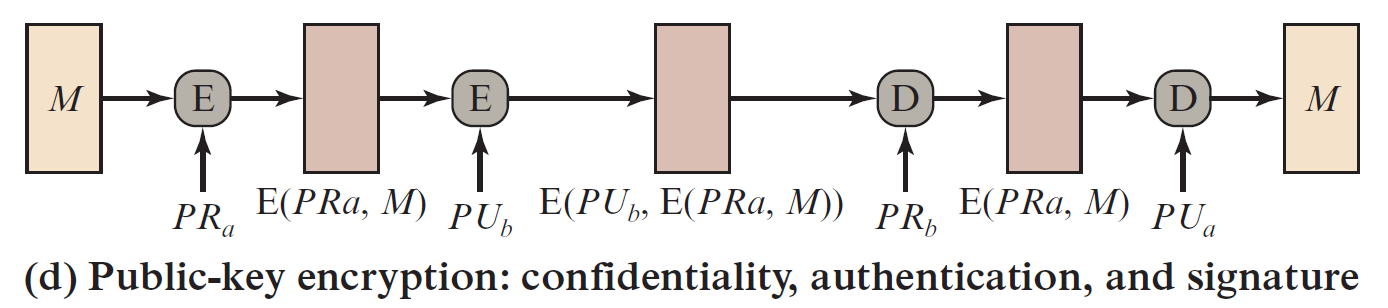 M E E D D M
PRa E(PRa, M) PUb E(PUb, E(PRa, M)) PRb E(PRa, M) PUa
(d) Public-key encryption: confidentiality, authentication, and signature